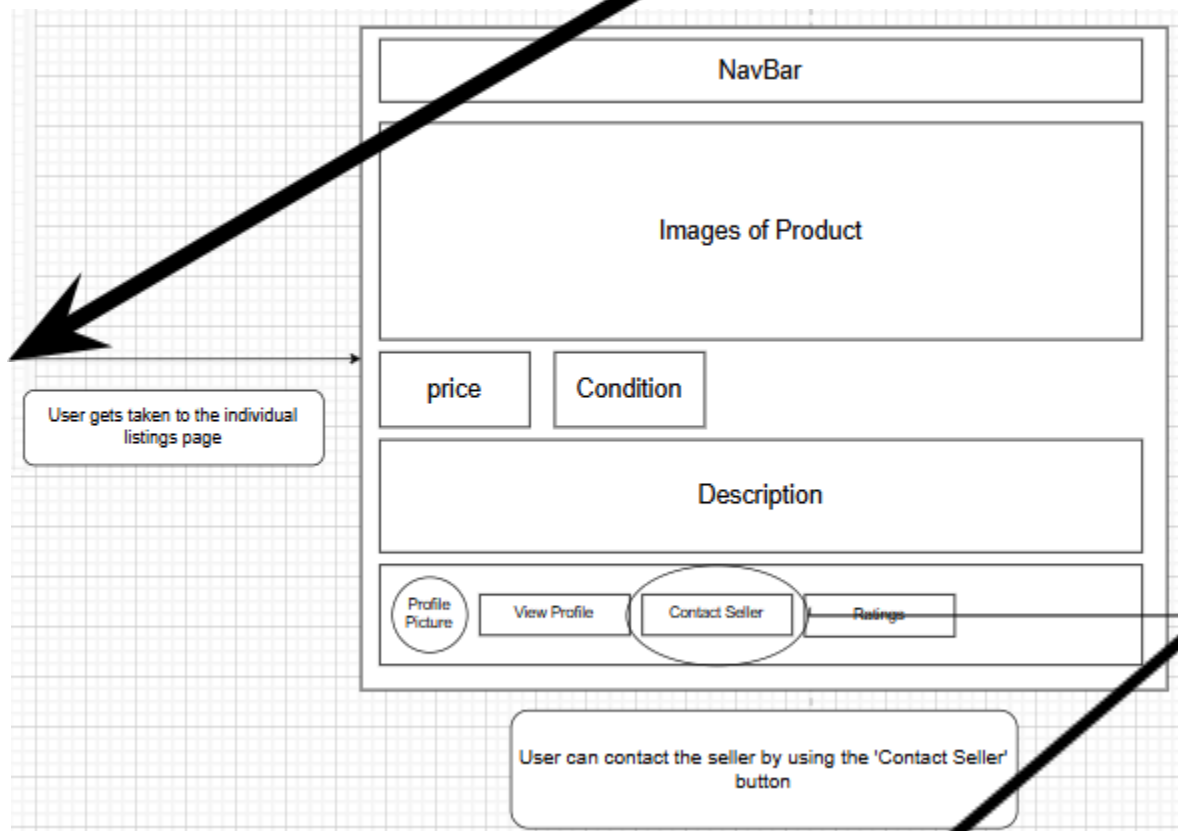 NavBar
Images of Product
price
Condition
User gets taken to the individual
listings page
Description
Profile
Picture
View Profile
Contact Seller
Ratings
User can contact the seller by using the 'Contact Seller'
button